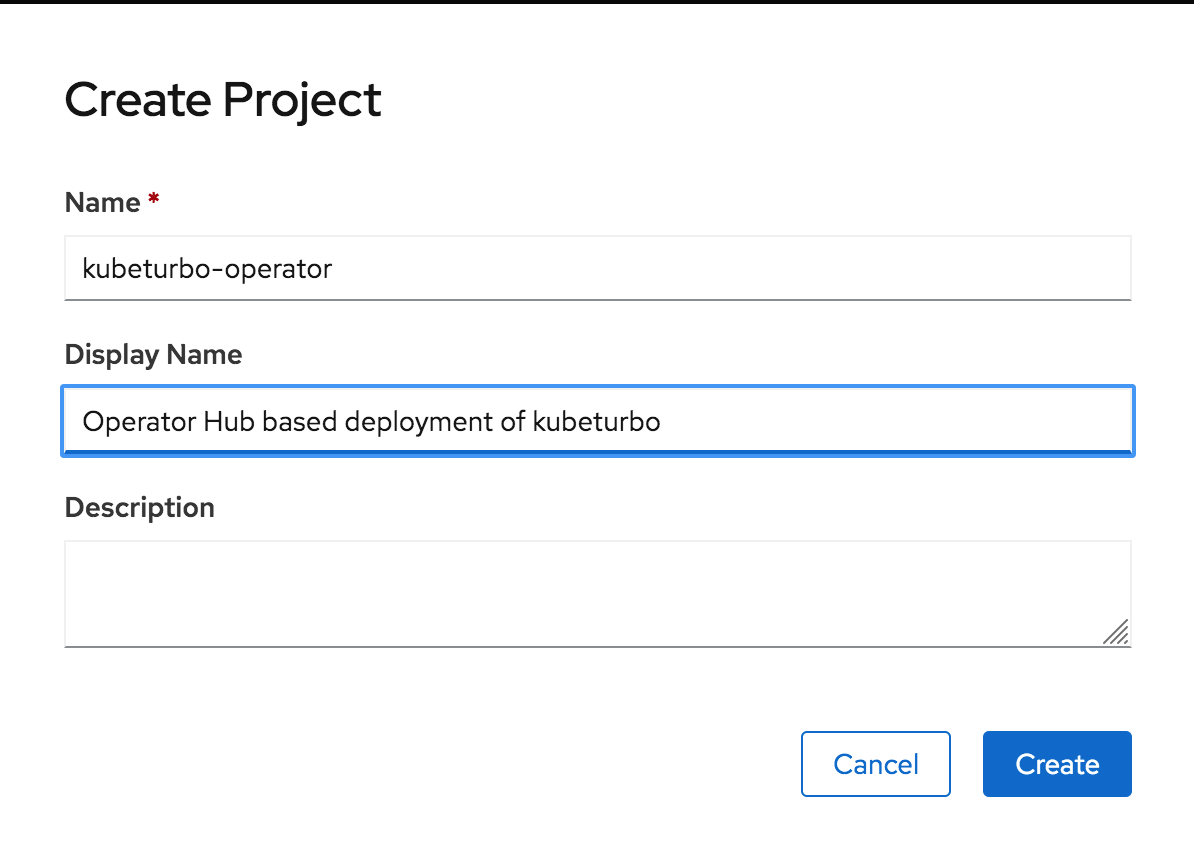 Create Project
Name *
kubeturbo-operator
Display Name
Operator Hub based deployment of kubeturbo
Description
Cancel
Create